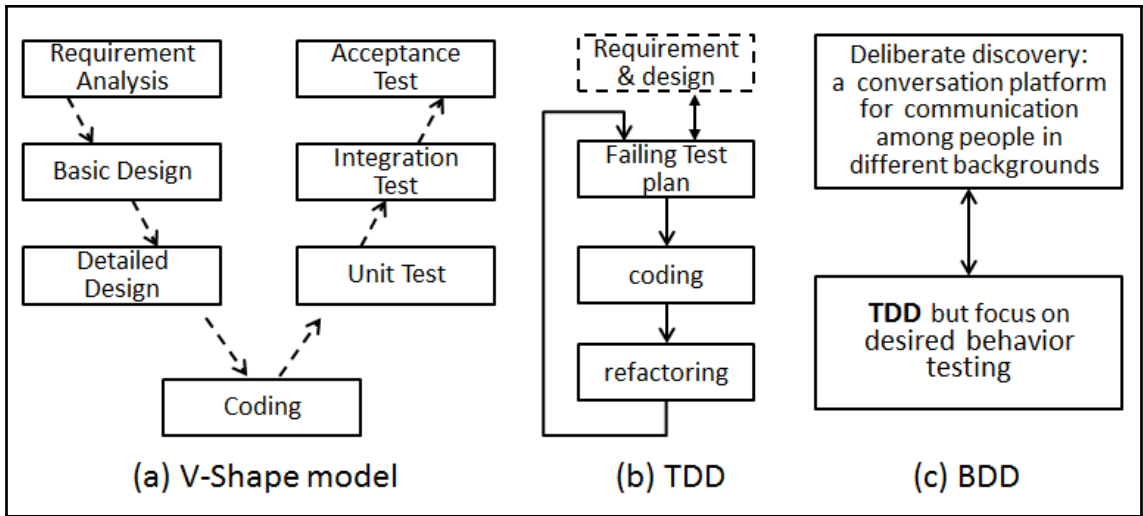 Requirement
Analysis
Basic Design
Detailed
Design
Coding
Unit Test
Integration
Test
Acceptance
Test
(a) V-Shape model
Requirement
& design
Failing Test
plan
coding
refactoring
(b) TDD
Deliberate discovery:
a conversation platform
for communication
among people in
different backgrounds
TDD but focus on
desired behavior
testing
(c) BDD